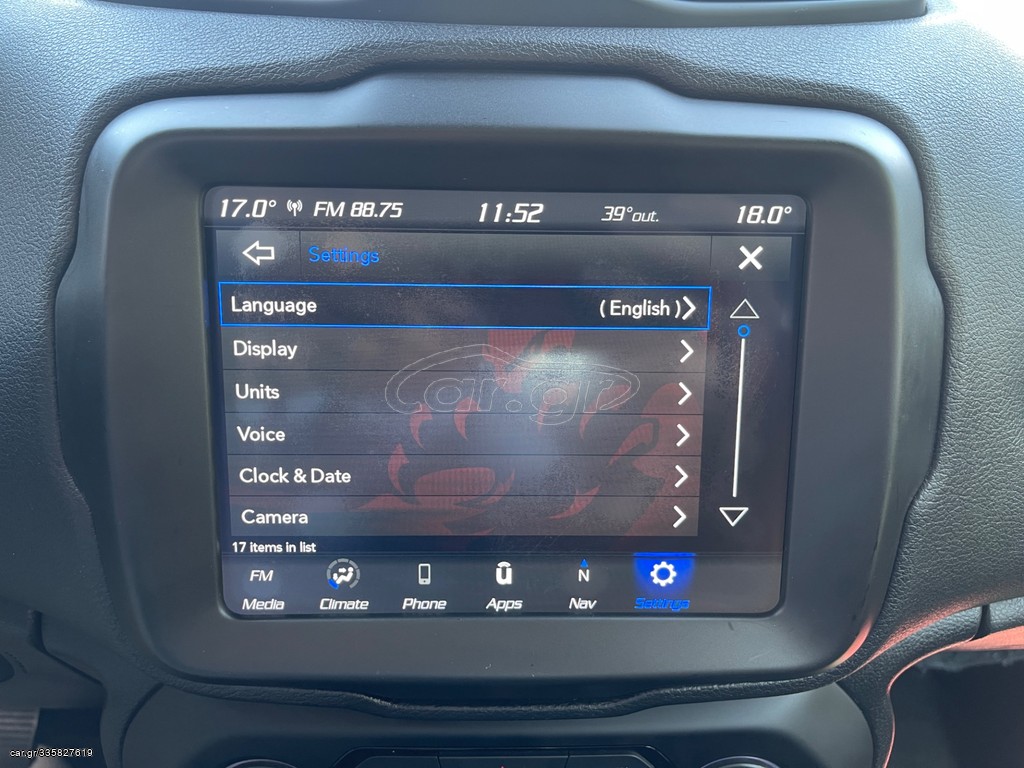 17.0° FM 88.75 11:52 39°out. 18.0°
Settings
Language ( English )
Display
Units
car.gr
Voice
Clock & Date
Camera
17 items in list
FM N
Media Climate Phone Apps Nav Settings
car.gr/335827619